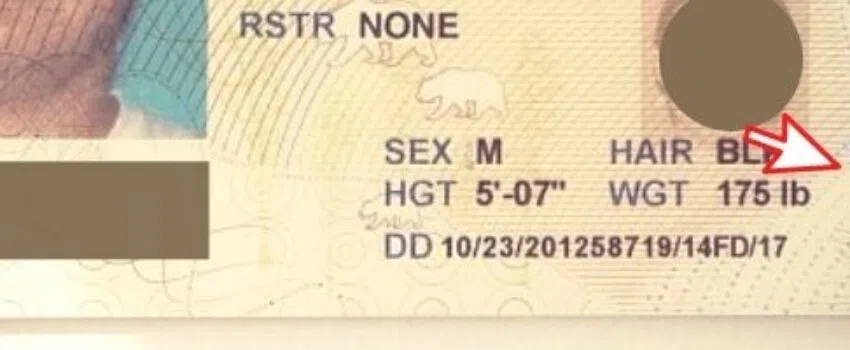 RSTR NONE
SEX M HAIR
HGT 5'-07" WGT 175 lb
DD 10/23/201258719/14FD/17